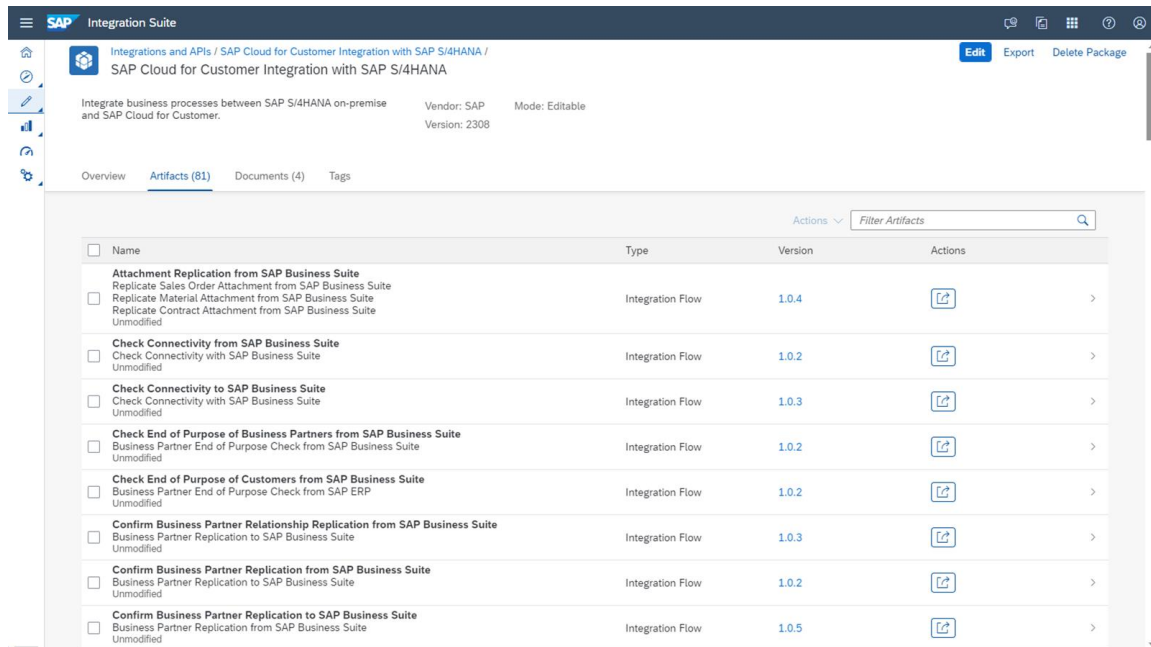 SAP Integration Suite
Integrations and APIs / SAP Cloud for Customer Integration with SAP S/4HANA /
SAP Cloud for Customer Integration with SAP S/4HANA
Edit Export Delete Package
Integrate business processes between SAP S/4HANA on-premise
and SAP Cloud for Customer.
Vendor: SAP Mode: Editable
Version: 2308
Overview Artifacts (81) Documents (4) Tags
Actions Filter Artifacts
Name Type Version Actions
Attachment Replication from SAP Business Suite
Replicate Sales Order Attachment from SAP Business Suite
Replicate Material Attachment from SAP Business Suite
Replicate Contract Attachment from SAP Business Suite
Unmodified
Integration Flow 1.0.4
Check Connectivity from SAP Business Suite
Check Connectivity with SAP Business Suite
Unmodified
Integration Flow 1.0.2
Check Connectivity to SAP Business Suite
Check Connectivity with SAP Business Suite
Unmodified
Integration Flow 1.0.3
Check End of Purpose of Business Partners from SAP Business Suite
Business Partner End of Purpose Check from SAP Business Suite
Unmodified
Integration Flow 1.0.2
Check End of Purpose of Customers from SAP Business Suite
Business Partner End of Purpose Check from SAP ERP
Unmodified
Integration Flow 1.0.2
Confirm Business Partner Relationship Replication from SAP Business Suite
Business Partner Replication to SAP Business Suite
Unmodified
Integration Flow 1.0.3
Confirm Business Partner Replication from SAP Business Suite
Business Partner Replication to SAP Business Suite
Unmodified
Integration Flow 1.0.2
Confirm Business Partner Replication to SAP Business Suite
Business Partner Replication from SAP Business Suite
Unmodified
Integration Flow 1.0.5